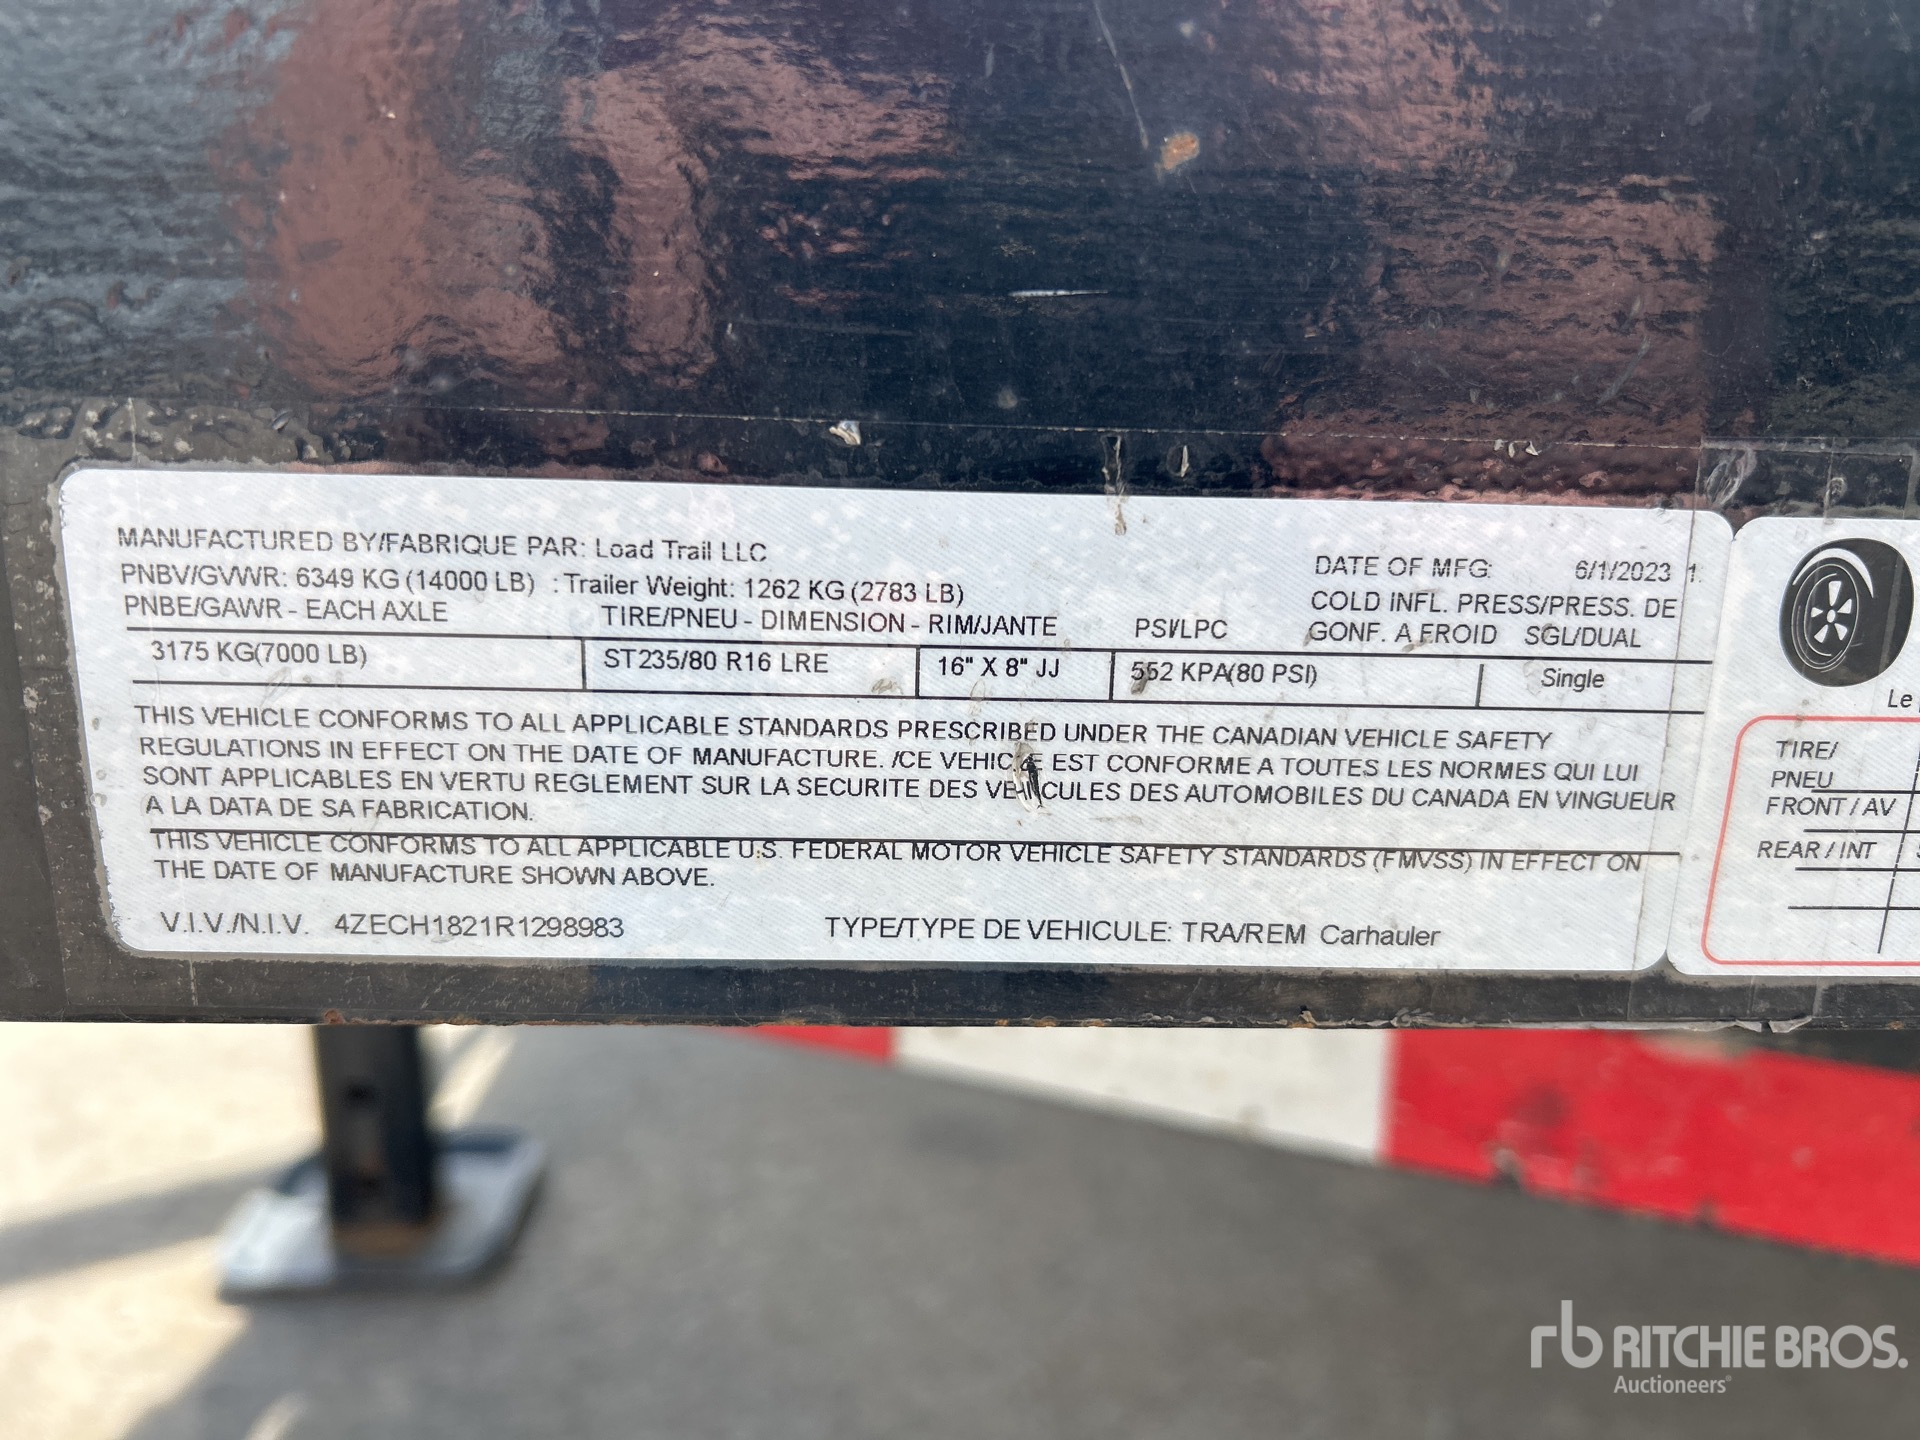 MANUFACTURED BY/FABRIQUE PAR: Load Trail LLC
PNBV/GVWR: 6349 KG (14000 LB) : Trailer Weight: 1262 KG (2783 LB)
DATE OF MFG: 6/1/2023 1.
PNBE/GAWR - EACH AXLE TIRE/PNEU - DIMENSION - RIM/JANTE PSI/LPC
COLD INFL. PRESS/PRESS. DE
GONF. A FROID SGL/DUAL
3175 KG(7000 LB) ST235/80 R16 LRE 16" X 8" JJ 552 KPA(80 PSI) Single
THIS VEHICLE CONFORMS TO ALL APPLICABLE STANDARDS PRESCRIBED UNDER THE CANADIAN VEHICLE SAFETY
REGULATIONS IN EFFECT ON THE DATE OF MANUFACTURE. /CE VEHICLE EST CONFORME A TOUTES LES NORMES QUI LUI
SONT APPLICABLES EN VERTU REGLEMENT SUR LA SECURITE DES VEHICULES DES AUTOMOBILES DU CANADA EN VINGUEUR
A LA DATA DE SA FABRICATION.
THIS VEHICLE CONFORMS TO ALL APPLICABLE U.S. FEDERAL MOTOR VEHICLE SAFETY STANDARDS (FMVSS) IN EFFECT ON
THE DATE OF MANUFACTURE SHOWN ABOVE.
V.I.V./N.I.V. 4ZECH1821R1298983 TYPE/TYPE DE VEHICULE: TRA/REM Carhauler
Le
TIRE/
PNEU
FRONT / AV
REAR / INT
rb RITCHIE BROS.
Auctioneers